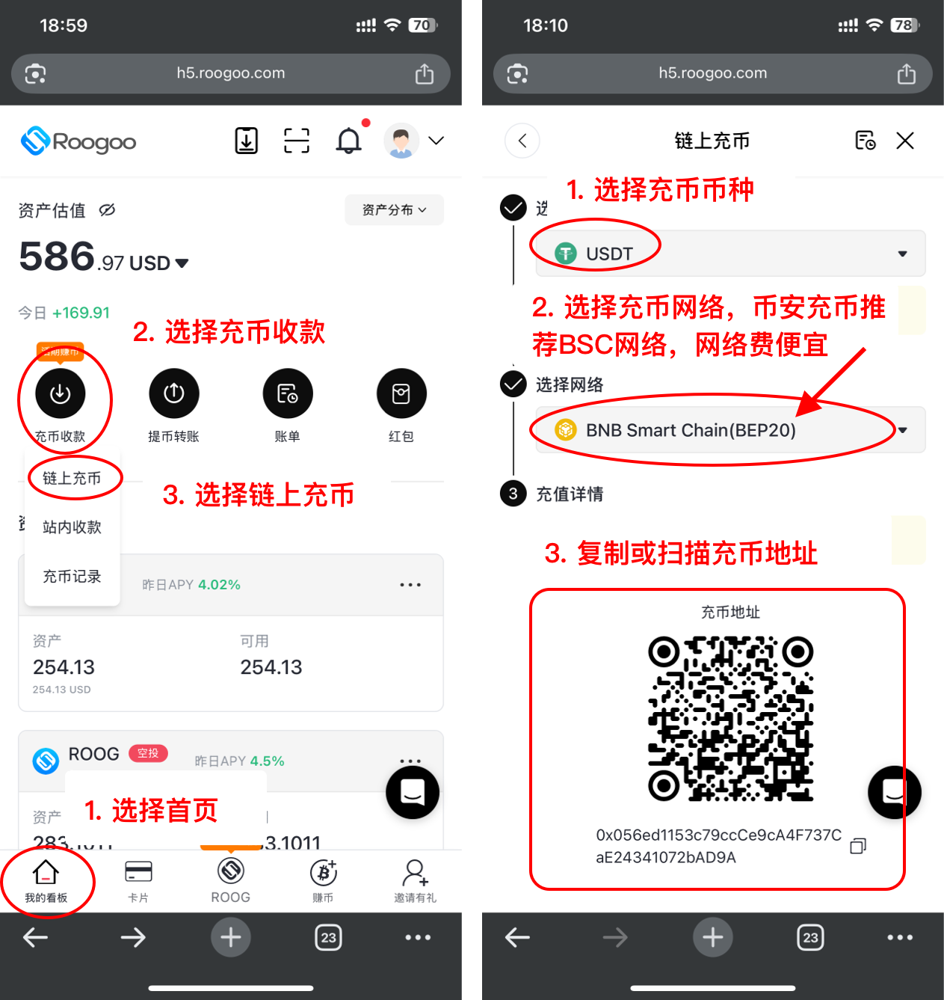 18:59
70
h5.roogoo.com
Roogoo
资产估值
资产分布
586.97 USD
今日 +169.91
2. 选择充币收款
活期赚币
充币收款
提币转账
账单
红包
链上充币
3. 选择链上充币
站内收款
充币记录
昨日APY 4.02%
资产
可用
254.13
254.13
254.13 USD
ROOG
空投
昨日APY 4.5%
1. 选择首页
资产
283.1011
3.1011
我的看板
卡片
ROOG
赚币
邀请有礼
23
18:10
78
h5.roogoo.com
链上充币
1. 选择充币币种
选
USDT
2. 选择充币网络，币安充币推
荐BSC网络，网络费便宜
选择网络
BNB Smart Chain(BEP20)
3
充值详情
3. 复制或扫描充币地址
充币地址
0x056ed1153c79ccCe9cA4F737C
aE24341072bAD9A
23